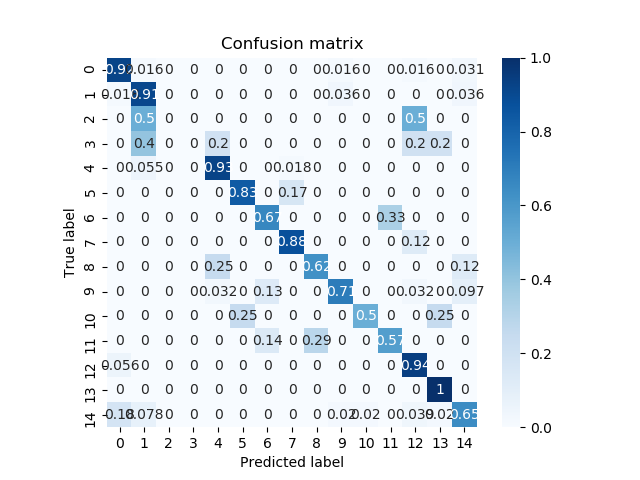 Confusion matrix
0 0.92 0.016 0 0 0 0 0 0 0 0.016 0 0 0.016 0 0.031
1 0.91 0 0 0 0 0 0 0 0.036 0 0 0 0 0.036
2 0 0.5 0 0 0 0 0 0 0 0 0 0 0.5 0 0
3 0 0.4 0 0 0.2 0 0 0 0 0 0 0 0.2 0.2 0
4 0 0.055 0 0 0.93 0 0 0.018 0 0 0 0 0 0 0
5 0 0 0 0 0 0.83 0 0.17 0 0 0 0 0 0 0
6 0 0 0 0 0 0 0.67 0 0 0 0 0.33 0 0 0
7 0 0 0 0 0 0 0 0.88 0 0 0 0 0.12 0 0
8 0 0 0 0 0.25 0 0 0 0.62 0 0 0 0 0 0.12
9 0 0 0 0 0.032 0 0.13 0 0 0.71 0 0 0.032 0 0.097
10 0 0 0 0 0 0.25 0 0 0 0 0.5 0 0 0.25 0
11 0 0 0 0 0 0 0.14 0 0.29 0 0 0.57 0 0 0
12 0.056 0 0 0 0 0 0 0 0 0 0 0 0.94 0 0
13 0 0 0 0 0 0 0 0 0 0 0 0 0 1 0
14 0.18 0.078 0 0 0 0 0 0 0 0.02 0.02 0 0.039 0.02 0.65
0 1 2 3 4 5 6 7 8 9 10 11 12 13 14
Predicted label
True label
1.0
0.8
0.6
0.4
0.2
0.0